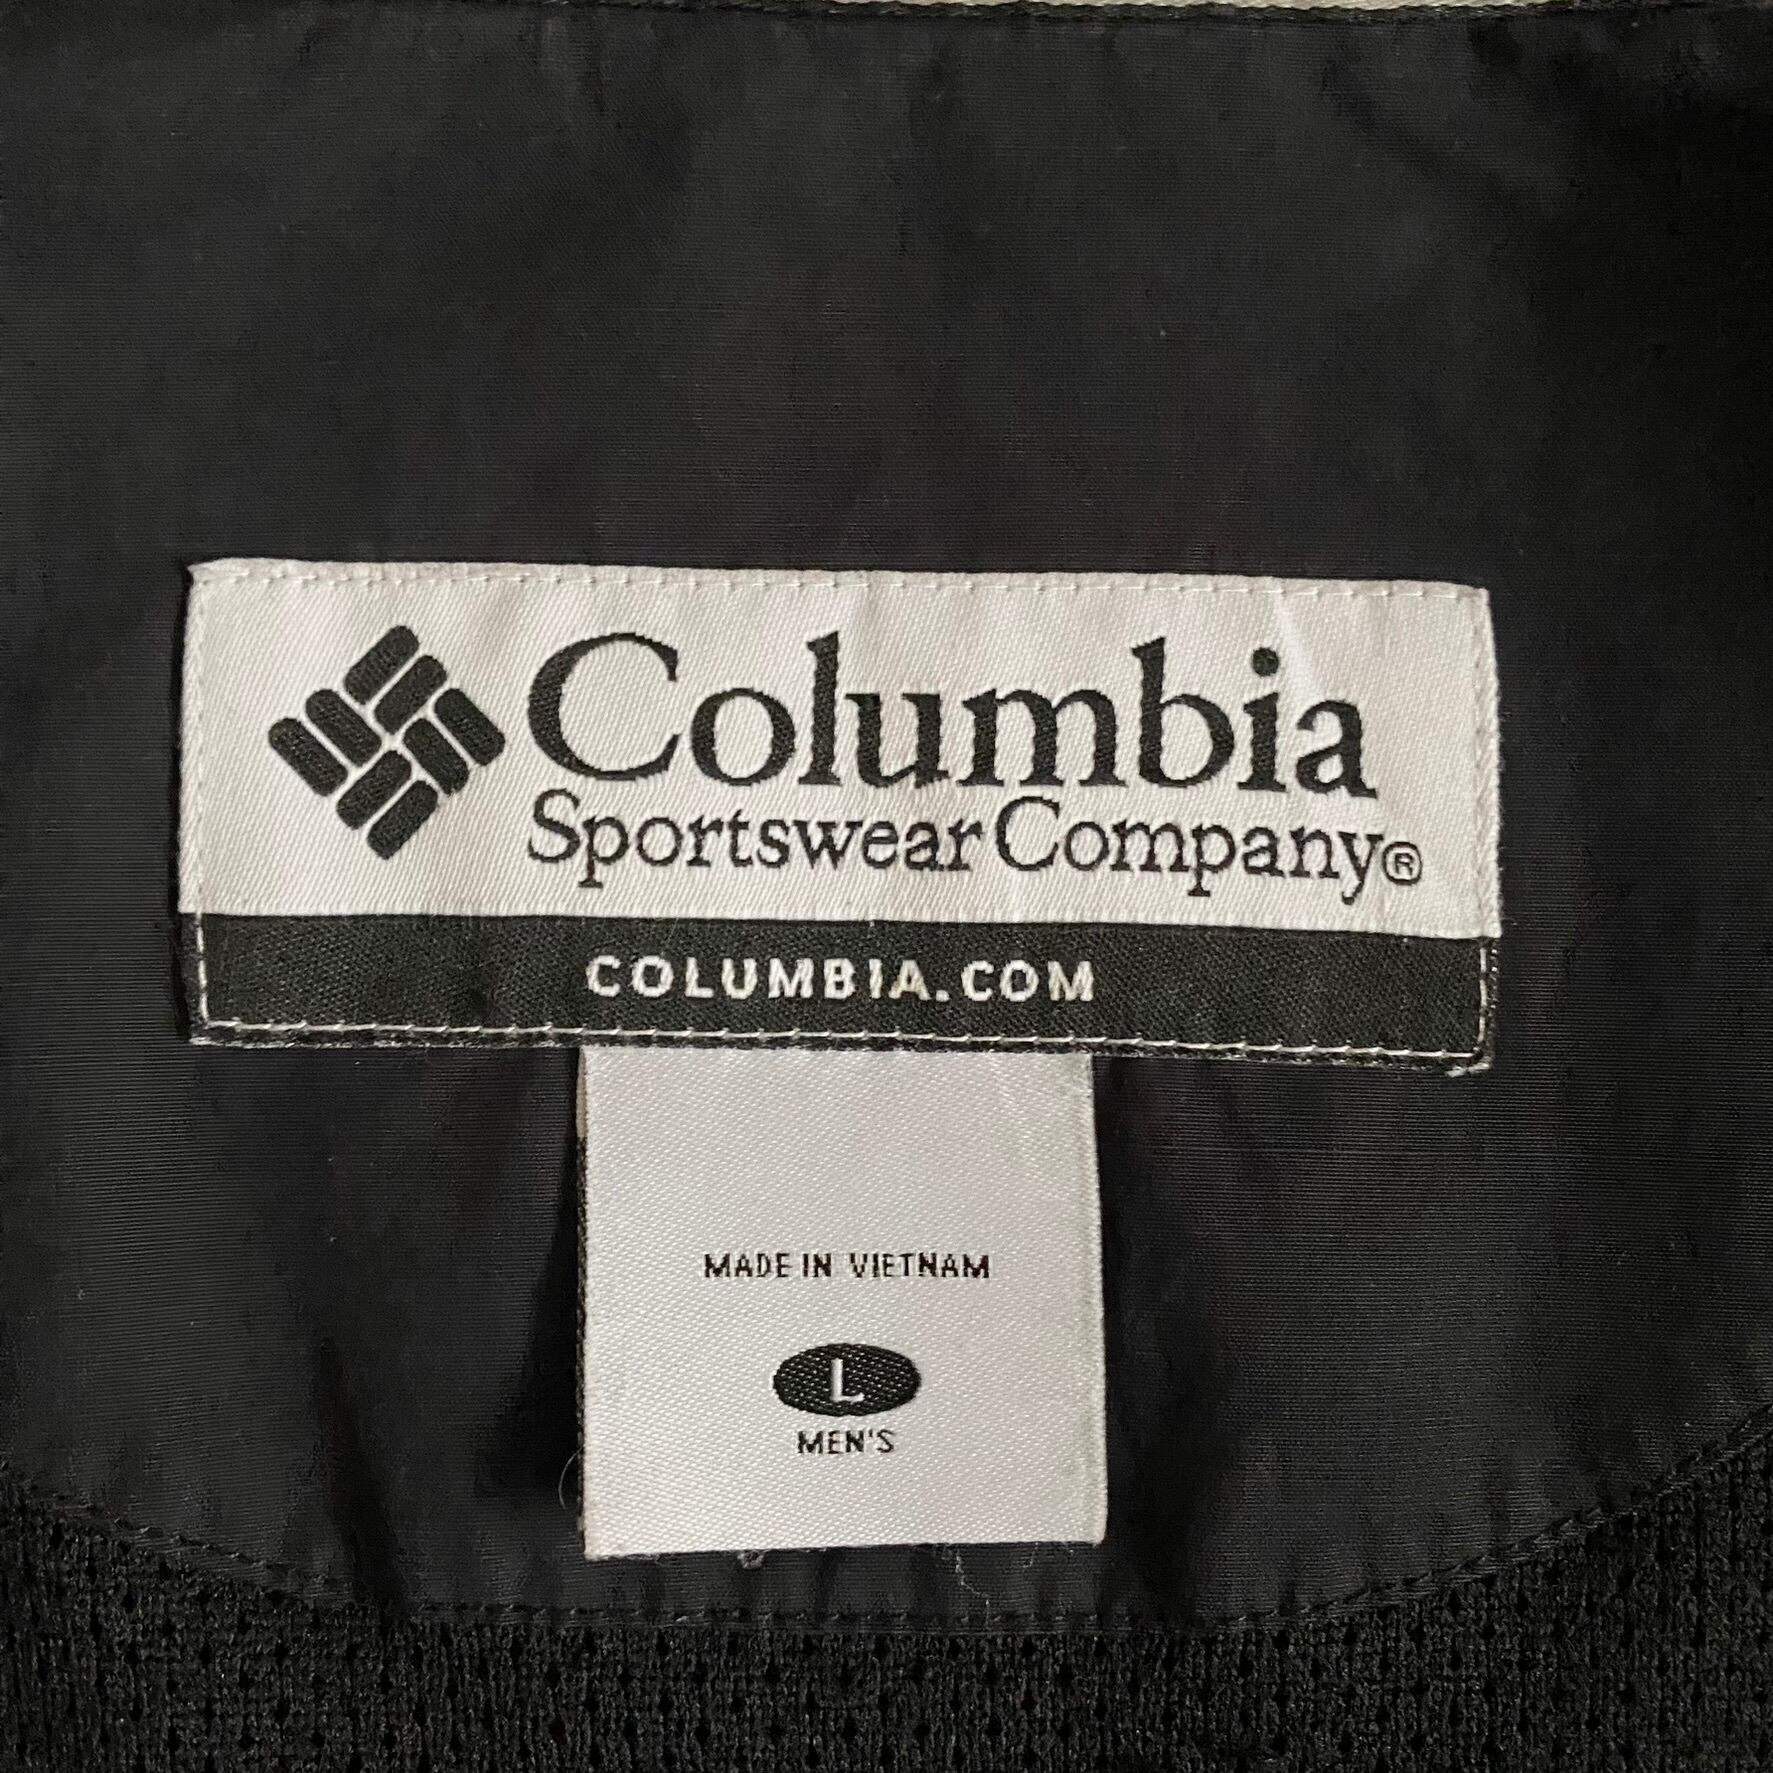 Columbia
Sportswear Company®
COLUMBIA.COM
MADE IN VIETNAM
L
MEN'S